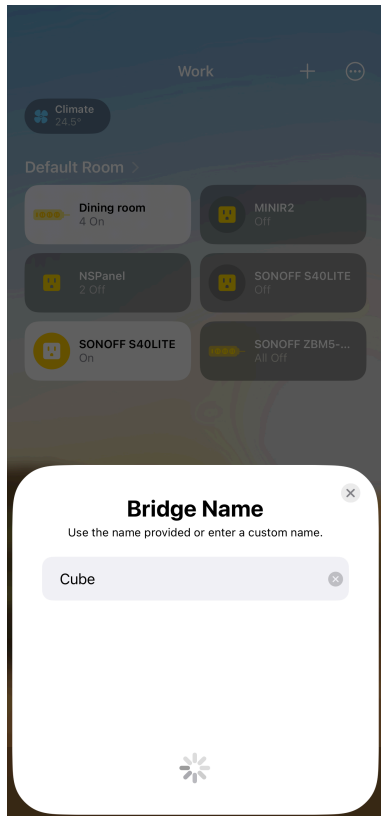 Work
Climate
24.5°
Default Room >
Dining room
4 On
MINIR2
Off
NSPanel
2 Off
SONOFF S40LITE
Off
SONOFF S40LITE
On
SONOFF ZBM5-...
All Off
Bridge Name
Use the name provided or enter a custom name.
Cube